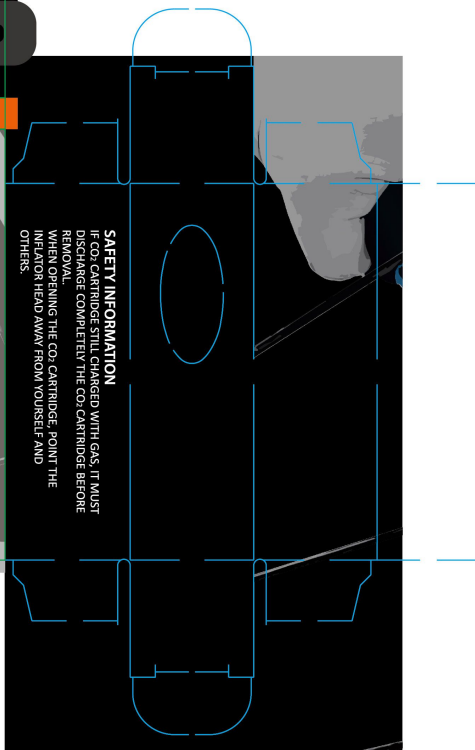 SAFETY INFORMATION
IF CO₂ CARTRIDGE STILL CHARGED WITH GAS, IT MUST
DISCHARGE COMPLETELY THE CO₂ CARTRIDGE BEFORE
REMOVAL.
WHEN OPENING THE CO₂ CARTRIDGE, POINT THE
INFLATOR HEAD AWAY FROM YOURSELF AND
OTHERS.